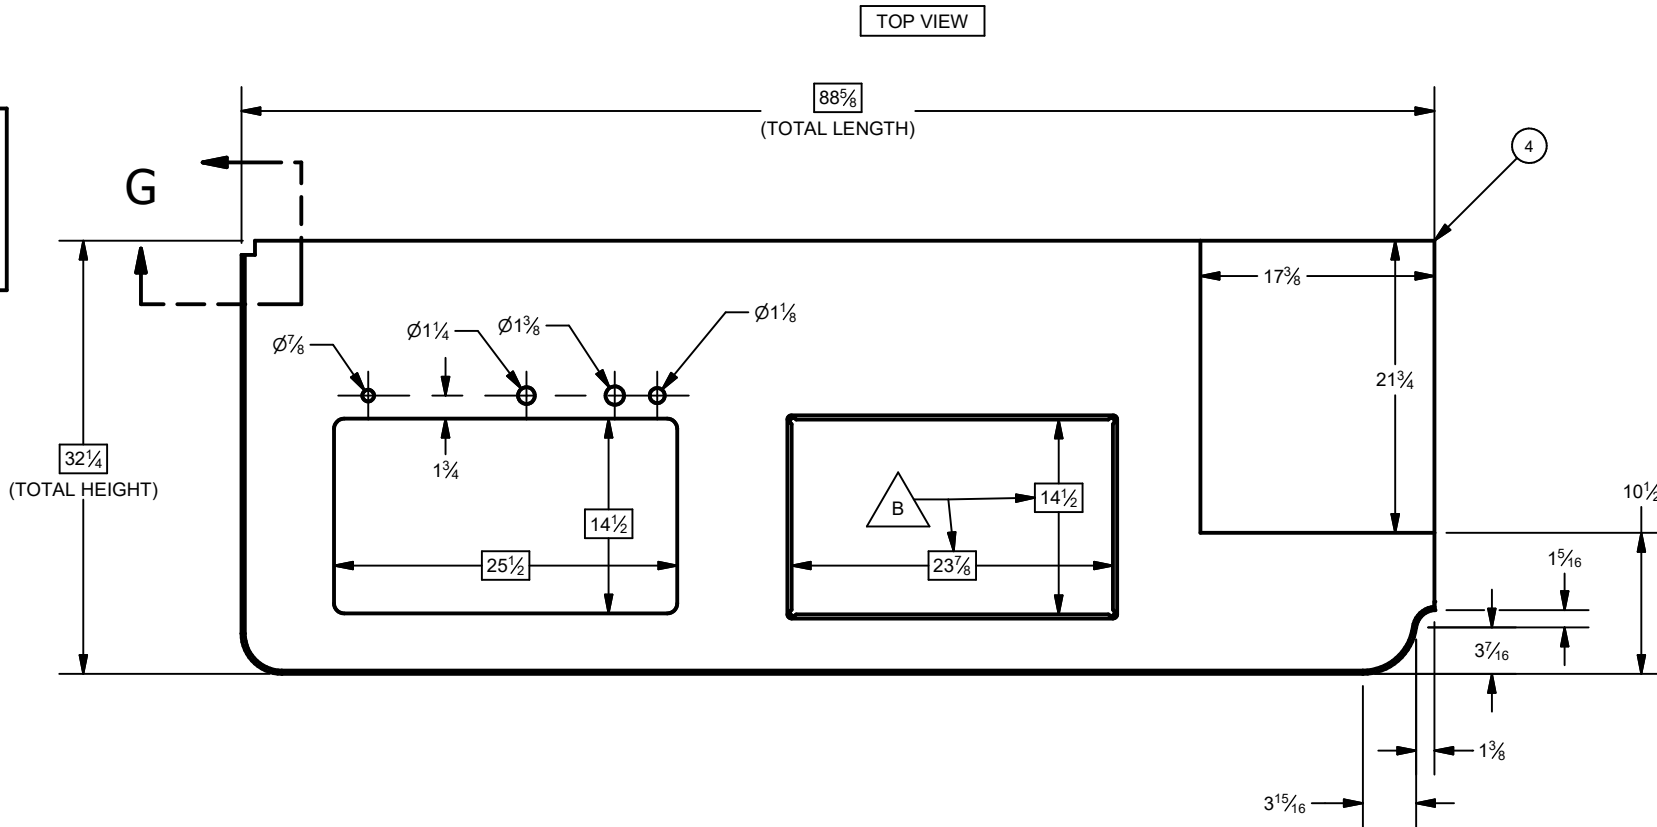 TOP VIEW
88⅝
(TOTAL LENGTH)
4
G
17⅜
Ø1⅛
Ø1¼
Ø1⅜
Ø⅞
21¾
32¼
(TOTAL HEIGHT)
1¾
14½
10½
B
14½
25½
23⅞
1⁵⁄₁₆
3⁷⁄₁₆
1⅜
3¹⁵⁄₁₆